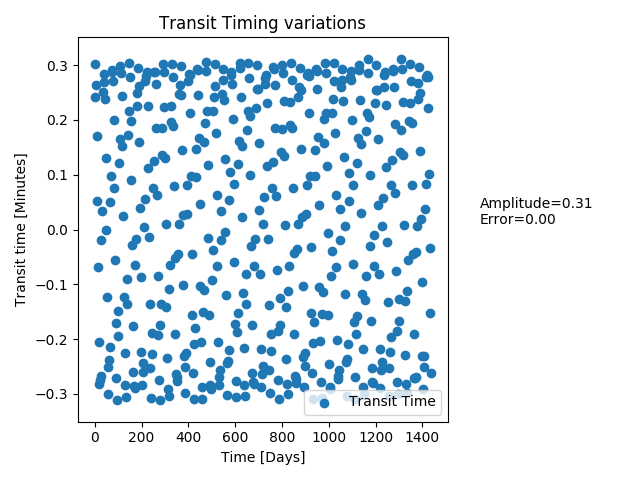 Transit Timing variations
Transit time [Minutes]
0.3
0.2
0.1
0.0
−0.1
−0.2
−0.3
0 200 400 600 800 1000 1200 1400
Time [Days]
Transit Time
Amplitude=0.31
Error=0.00